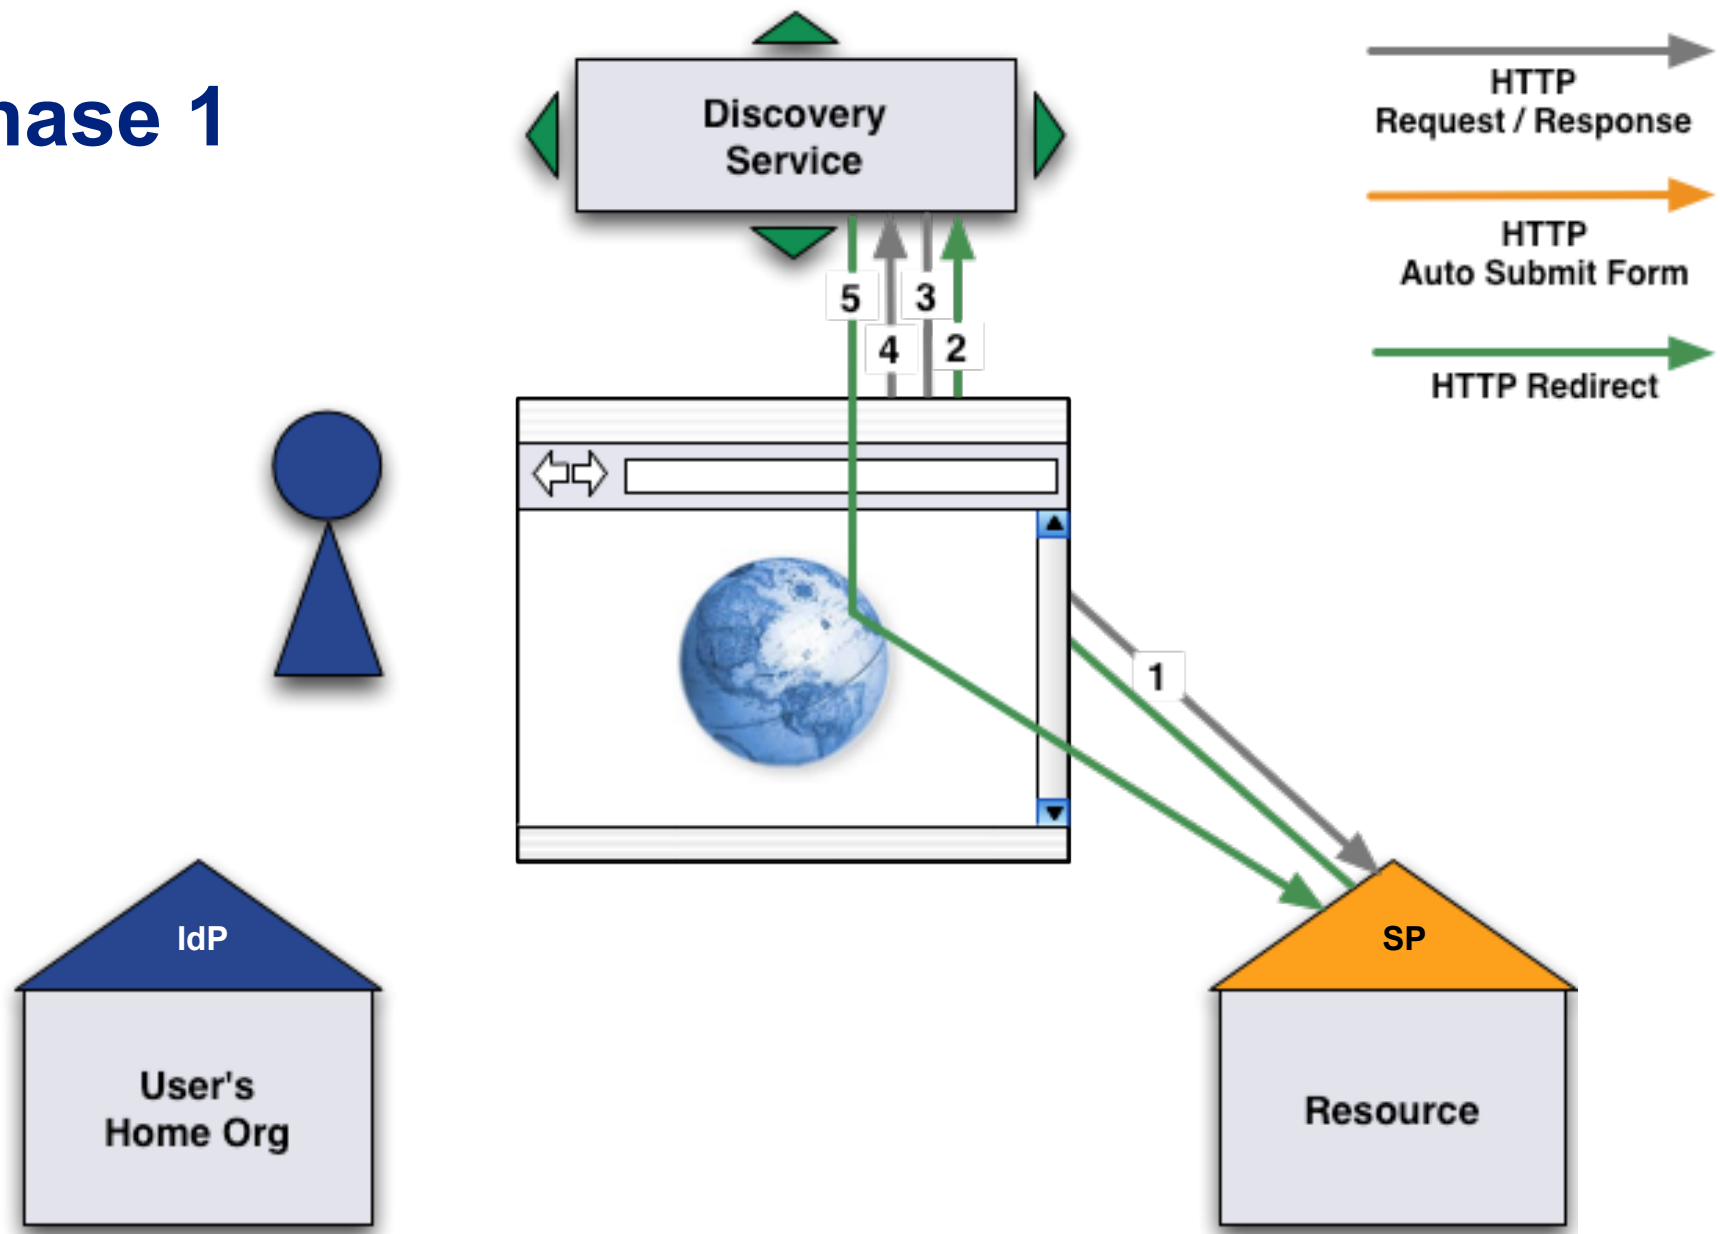 hase 1
Discovery
Service
HTTP
Request / Response
HTTP
Auto Submit Form
HTTP Redirect
5
3
4
2
1
IdP
User's
Home Org
SP
Resource